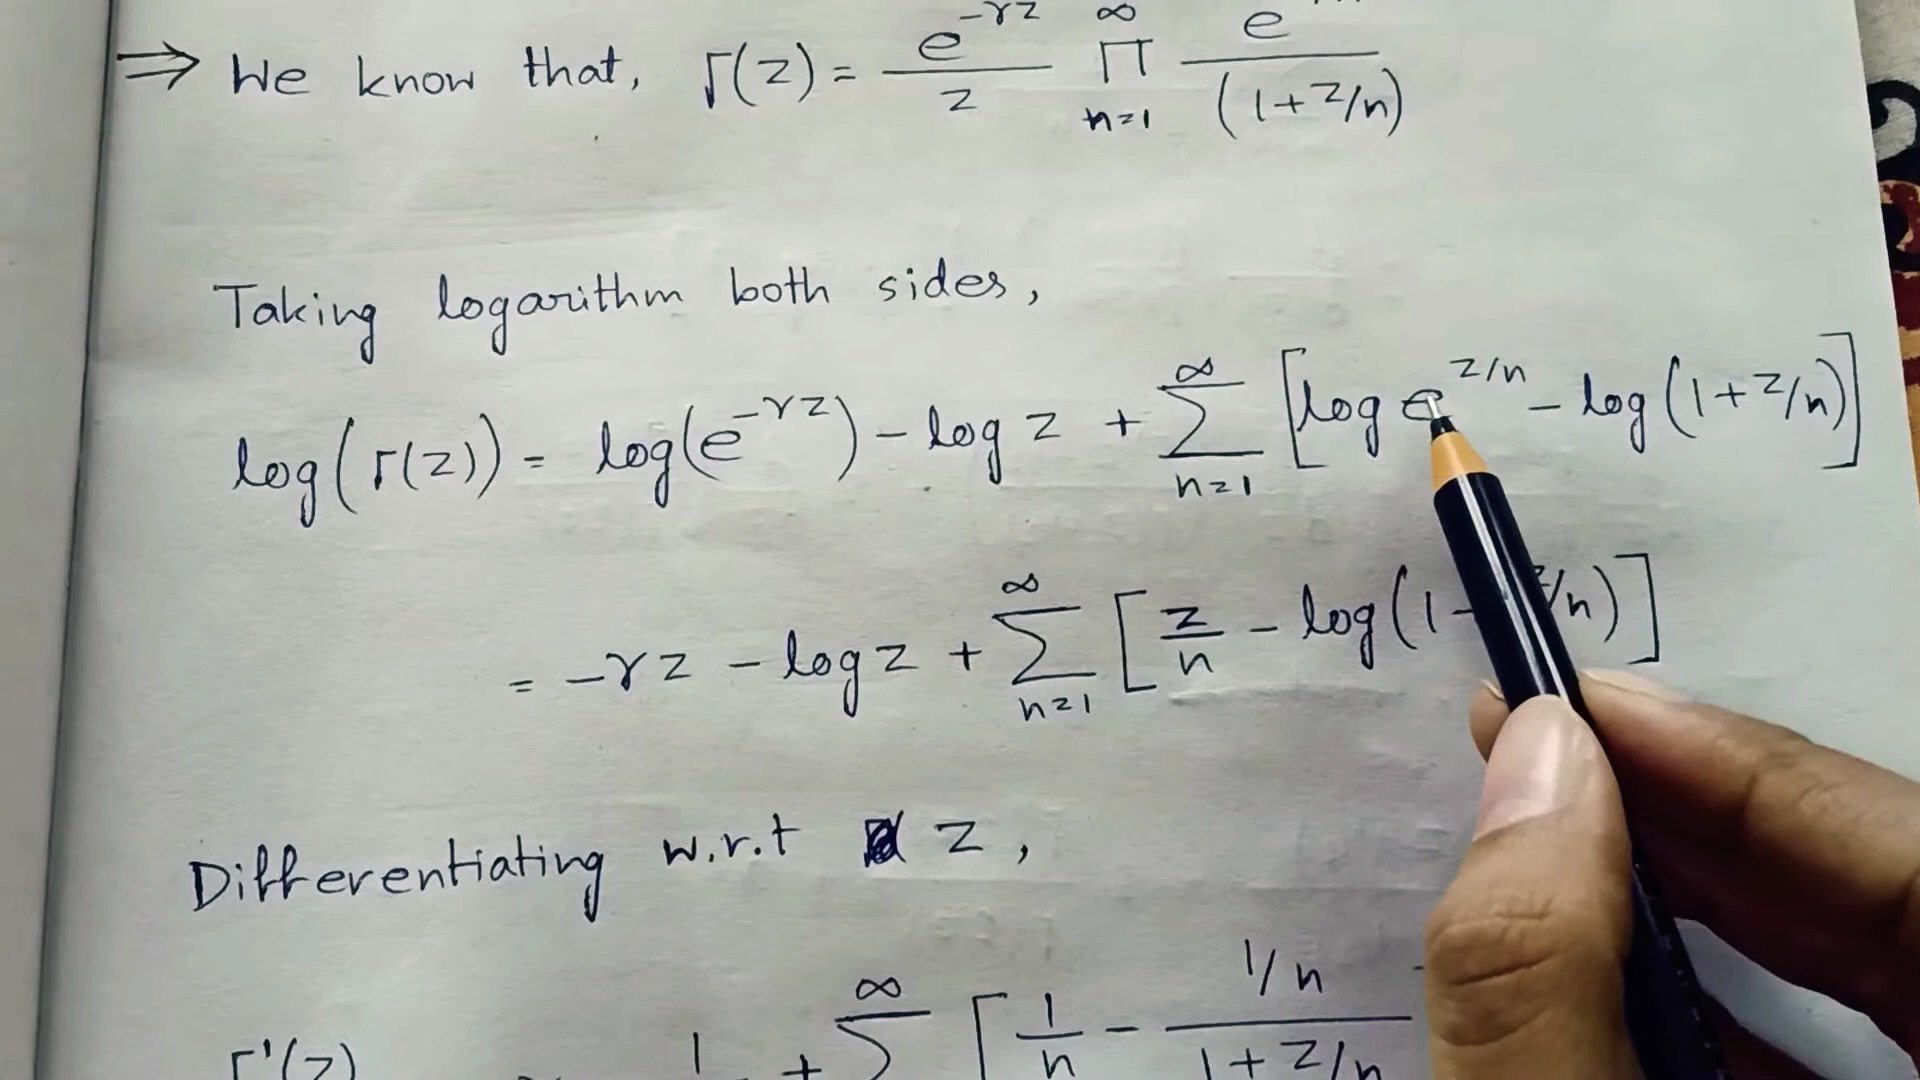 ⇒ We know that, Γ(z) = e^{-γz} / z ∏_{n=1}^{∞} e / (1+z/n)
Taking logarithm both sides,
log(Γ(z)) = log(e^{-γz}) - log z + ∑_{n=1}^{∞} [log e^{z/n} - log(1+z/n)]
= -γz - log z + ∑_{n=1}^{∞} [z/n - log(1 z/n)]
Differentiating w.r.t z,
Γ'(z) 1 + ∑^{∞} [1/n - 1/n / 1+z/n